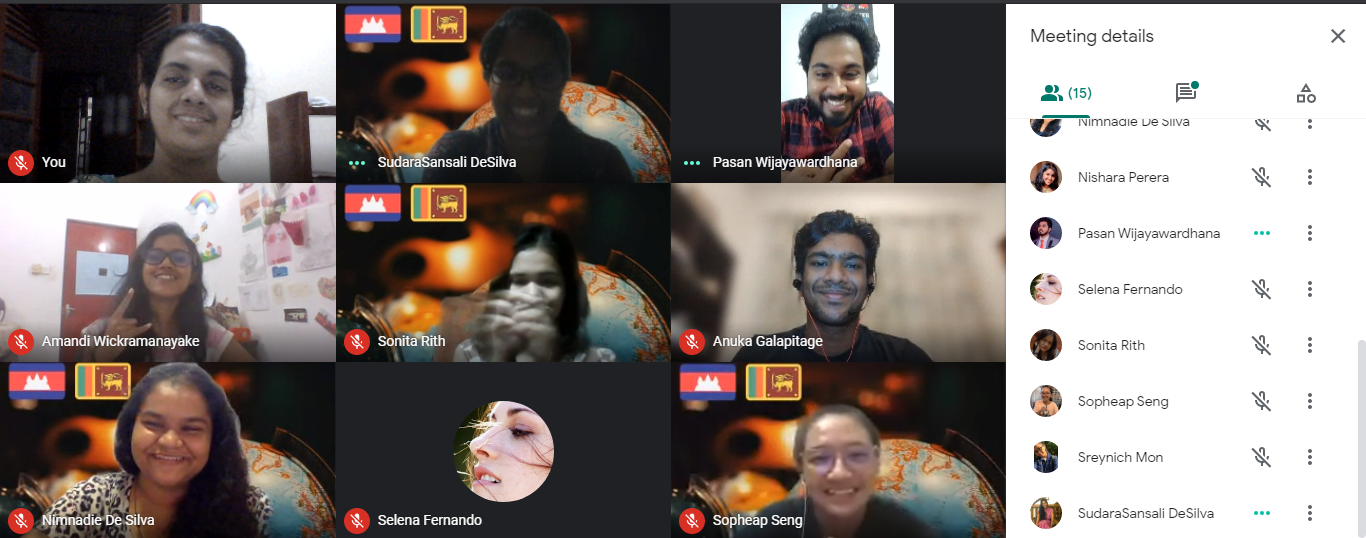 You
SudaraSansali DeSilva
Pasan Wijayawardhana
Amandi Wickramanayake
Sonita Rith
Anuka Galapitage
Nimnadie De Silva
Selena Fernando
Sopheap Seng
Meeting details
(15)
Nimnadie De Silva
Nishara Perera
Pasan Wijayawardhana
Selena Fernando
Sonita Rith
Sopheap Seng
Sreynich Mon
SudaraSansali DeSilva